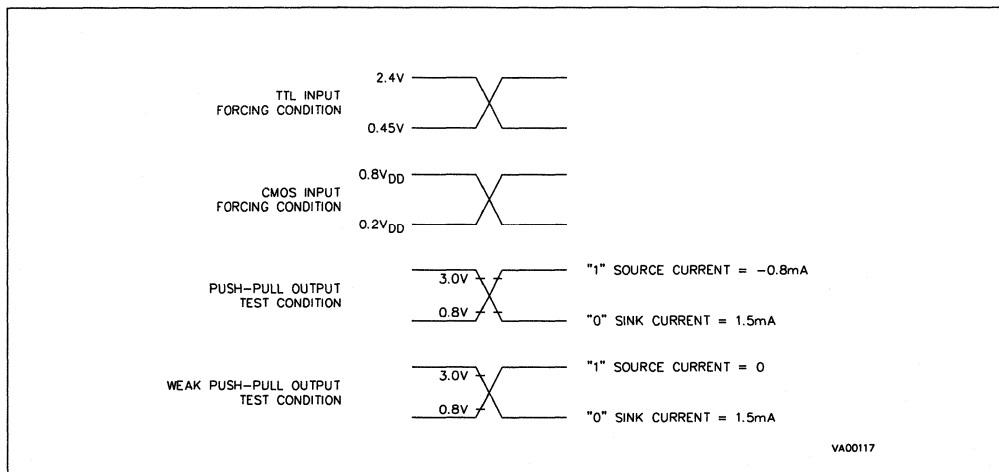 TTL INPUT
FORCING CONDITION
2.4V
0.45V
CMOS INPUT
FORCING CONDITION
0.8VDD
0.2VDD
PUSH-PULL OUTPUT
TEST CONDITION
3.0V
0.8V
"1" SOURCE CURRENT = -0.8mA
"0" SINK CURRENT = 1.5mA
WEAK PUSH-PULL OUTPUT
TEST CONDITION
3.0V
0.8V
"1" SOURCE CURRENT = 0
"0" SINK CURRENT = 1.5mA
VA00117